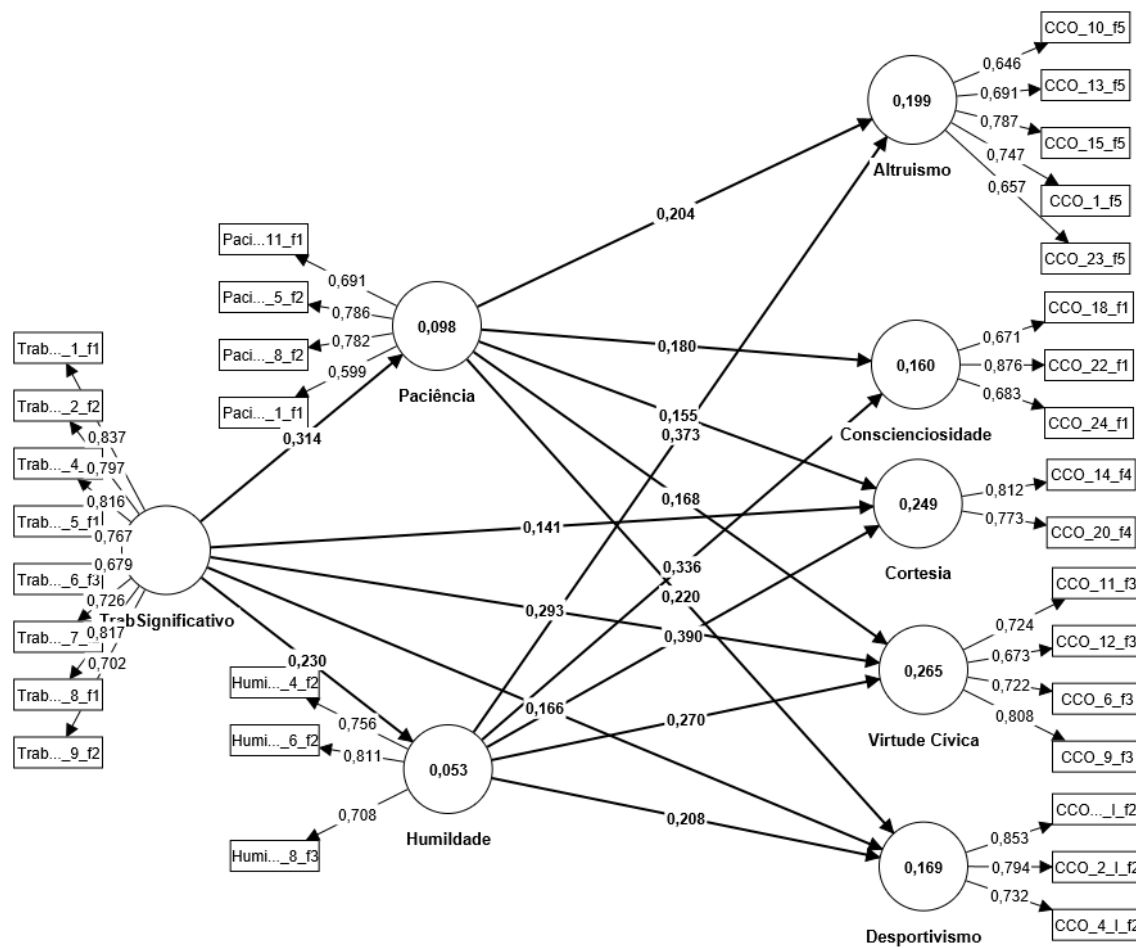 CCO_10_f5
0,646
CCO_13_f5
0,691
0,199
0,787
CCO_15_f5
0,747
Altruismo
0,657
CCO_1_f5
CCO_23_f5
0,204
Paci...11_f1
0,691
Paci..._5_f2
0,786
0,098
0,782
Paci..._8_f2
0,599
Paciência
Paci..._1_f1
CCO_18_f1
0,671
0,180
0,160
0,876
CCO_22_f1
0,683
CCO_24_f1
Conscienciosidade
0,155
0,373
0,314
Trab..._1_f1
Trab..._2_f2
0,837
Trab..._4_
0,797
0,816
Trab..._5_f1
0,767
0,679
Trab..._6_f3
0,726
Trab..._7_
0,817
0,702
Trab..._8_f1
Trab..._9_f2
TrabSignificativo
CCO_14_f4
0,812
0,249
0,773
CCO_20_f4
Cortesia
0,168
0,141
0,336
0,220
0,293
0,390
CCO_11_f3
0,724
CCO_12_f3
0,673
0,265
0,722
CCO_6_f3
0,808
Virtude Cívica
CCO_9_f3
0,230
0,166
0,270
Humi..._4_f2
0,756
Humi..._6_f2
0,811
0,053
0,708
Humildade
Humi..._8_f3
0,208
CCO..._I_f2
0,853
0,169
0,794
CCO_2_I_f2
0,732
CCO_4_I_f2
Desportivismo